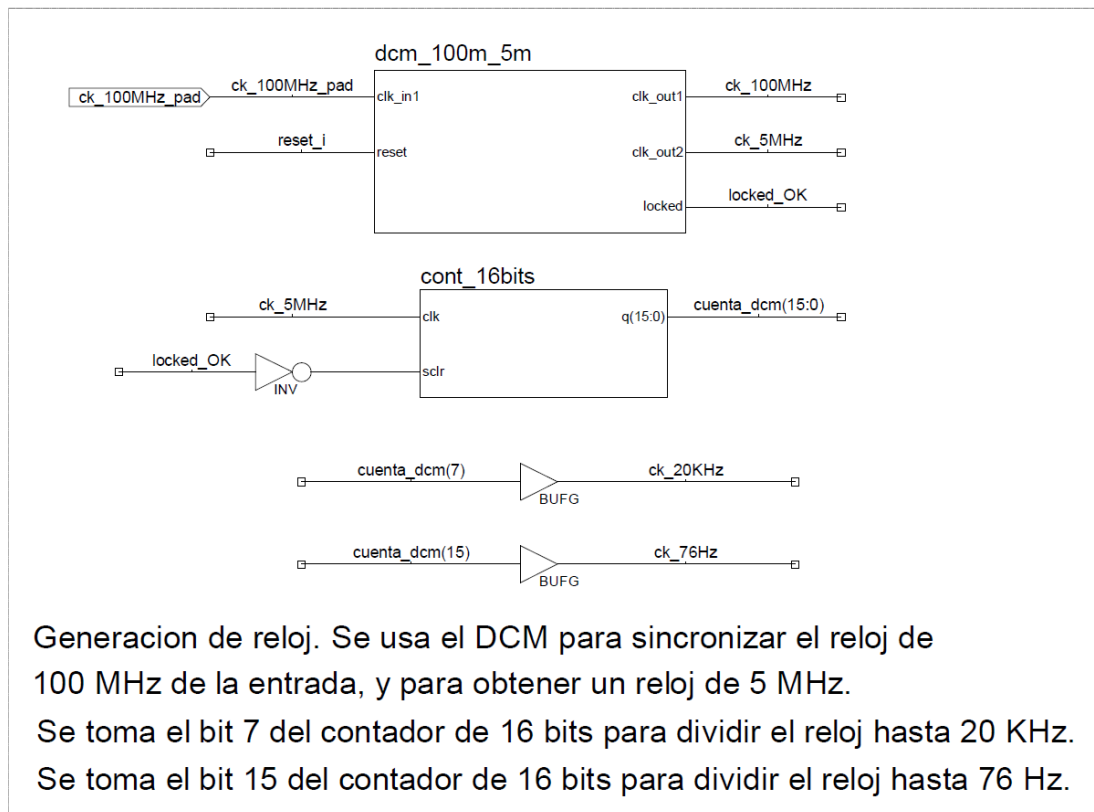 dcm_100m_5m
ck_100MHz_pad
ck_100MHz_pad
clk_in1
clk_out1
ck_100MHz
reset_i
reset
clk_out2
ck_5MHz
locked
locked_OK
cont_16bits
ck_5MHz
clk
q(15:0)
cuenta_dcm(15:0)
locked_OK
INV
sclr
cuenta_dcm(7)
BUFG
ck_20KHz
cuenta_dcm(15)
BUFG
ck_76Hz
Generacion de reloj. Se usa el DCM para sincronizar el reloj de
100 MHz de la entrada, y para obtener un reloj de 5 MHz.
Se toma el bit 7 del contador de 16 bits para dividir el reloj hasta 20 KHz.
Se toma el bit 15 del contador de 16 bits para dividir el reloj hasta 76 Hz.